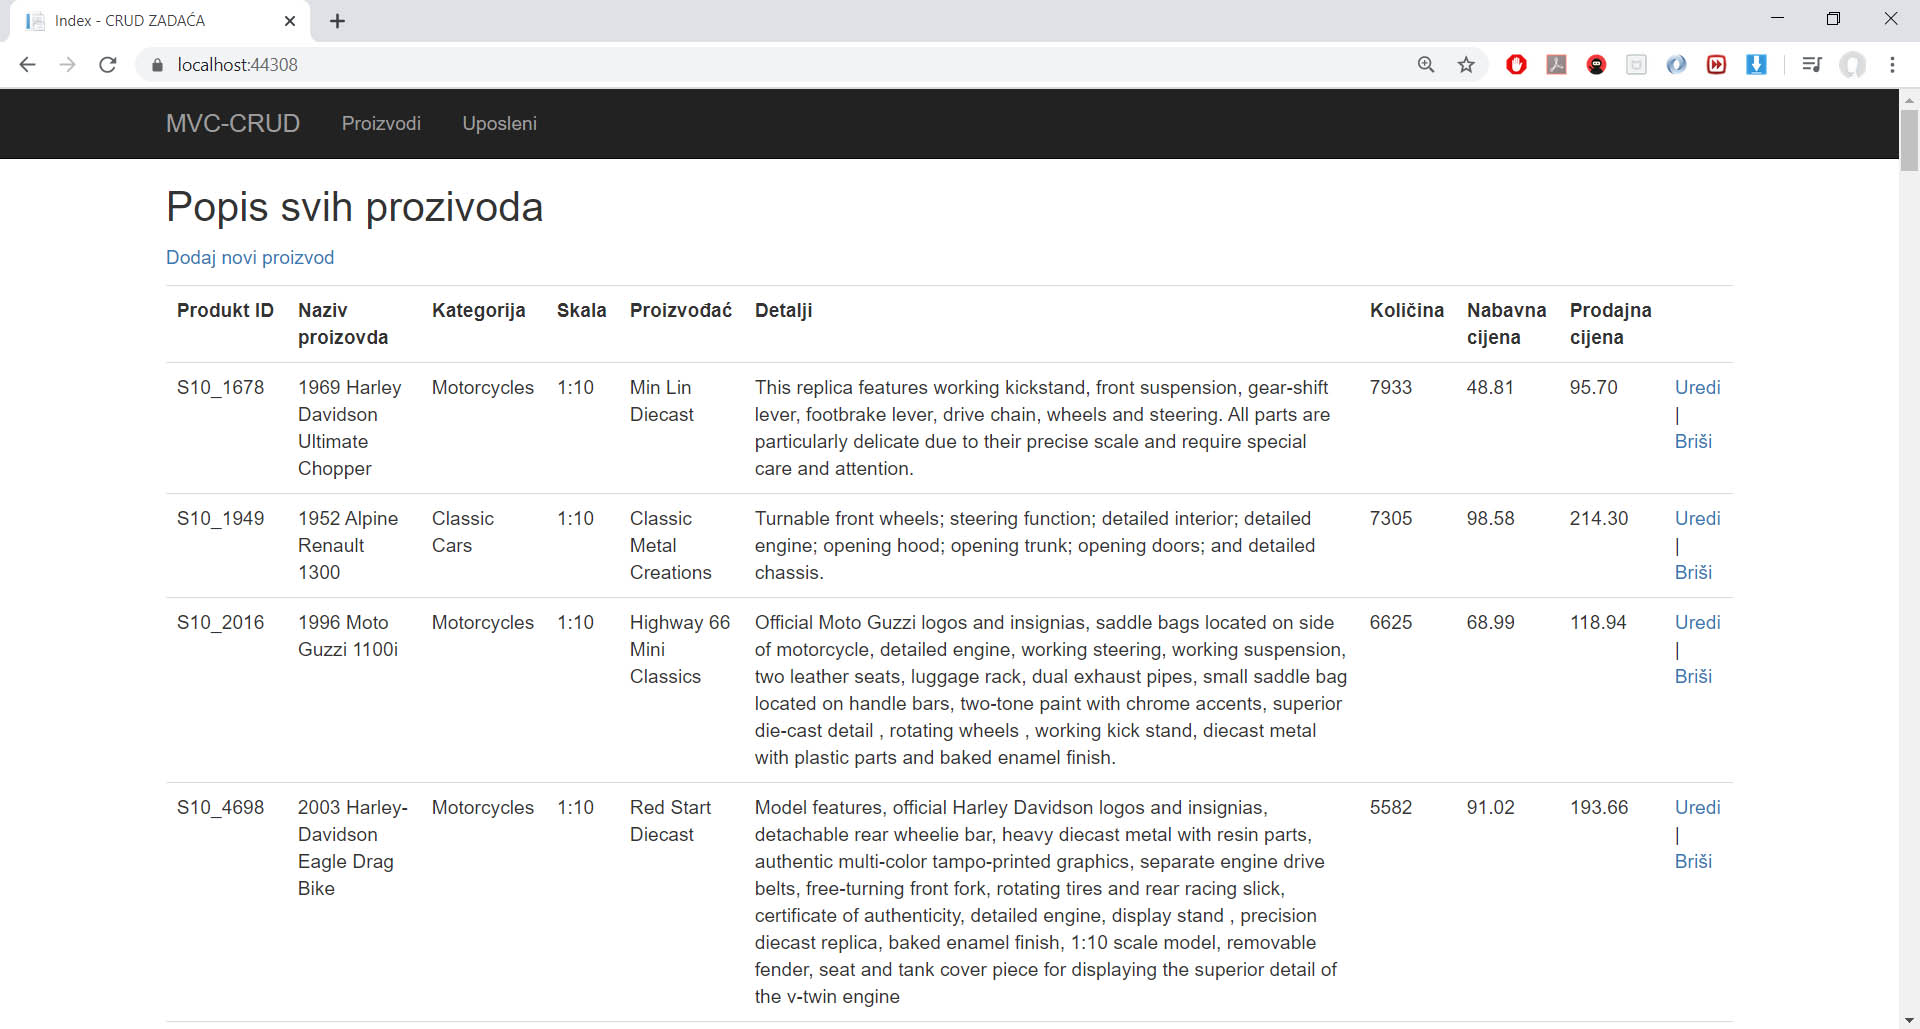 Index - CRUD ZADAĆA
localhost:44308
MVC-CRUD Proizvodi Uposleni
Popis svih prozivoda
Dodaj novi proizvod
Produkt ID Naziv proizovda Kategorija Skala Proizvođać Detalji Količina Nabavna cijena Prodajna cijena
S10_1678
1969 Harley
Davidson
Ultimate
Chopper
Motorcycles
1:10
Min Lin
Diecast
This replica features working kickstand, front suspension, gear-shift
lever, footbrake lever, drive chain, wheels and steering. All parts are
particularly delicate due to their precise scale and require special
care and attention.
7933
48.81
95.70
Uredi
|
Briši
S10_1949
1952 Alpine
Renault
1300
Classic
Cars
1:10
Classic
Metal
Creations
Turnable front wheels; steering function; detailed interior; detailed
engine; opening hood; opening trunk; opening doors; and detailed
chassis.
7305
98.58
214.30
Uredi
|
Briši
S10_2016
1996 Moto
Guzzi 1100i
Motorcycles
1:10
Highway 66
Mini
Classics
Official Moto Guzzi logos and insignias, saddle bags located on side
of motorcycle, detailed engine, working steering, working suspension,
two leather seats, luggage rack, dual exhaust pipes, small saddle bag
located on handle bars, two-tone paint with chrome accents, superior
die-cast detail , rotating wheels , working kick stand, diecast metal
with plastic parts and baked enamel finish.
6625
68.99
118.94
Uredi
|
Briši
S10_4698
2003 Harley-
Davidson
Eagle Drag
Bike
Motorcycles
1:10
Red Start
Diecast
Model features, official Harley Davidson logos and insignias,
detachable rear wheelie bar, heavy diecast metal with resin parts,
authentic multi-color tampo-printed graphics, separate engine drive
belts, free-turning front fork, rotating tires and rear racing slick,
certificate of authenticity, detailed engine, display stand , precision
diecast replica, baked enamel finish, 1:10 scale model, removable
fender, seat and tank cover piece for displaying the superior detail of
the v-twin engine
5582
91.02
193.66
Uredi
|
Briši